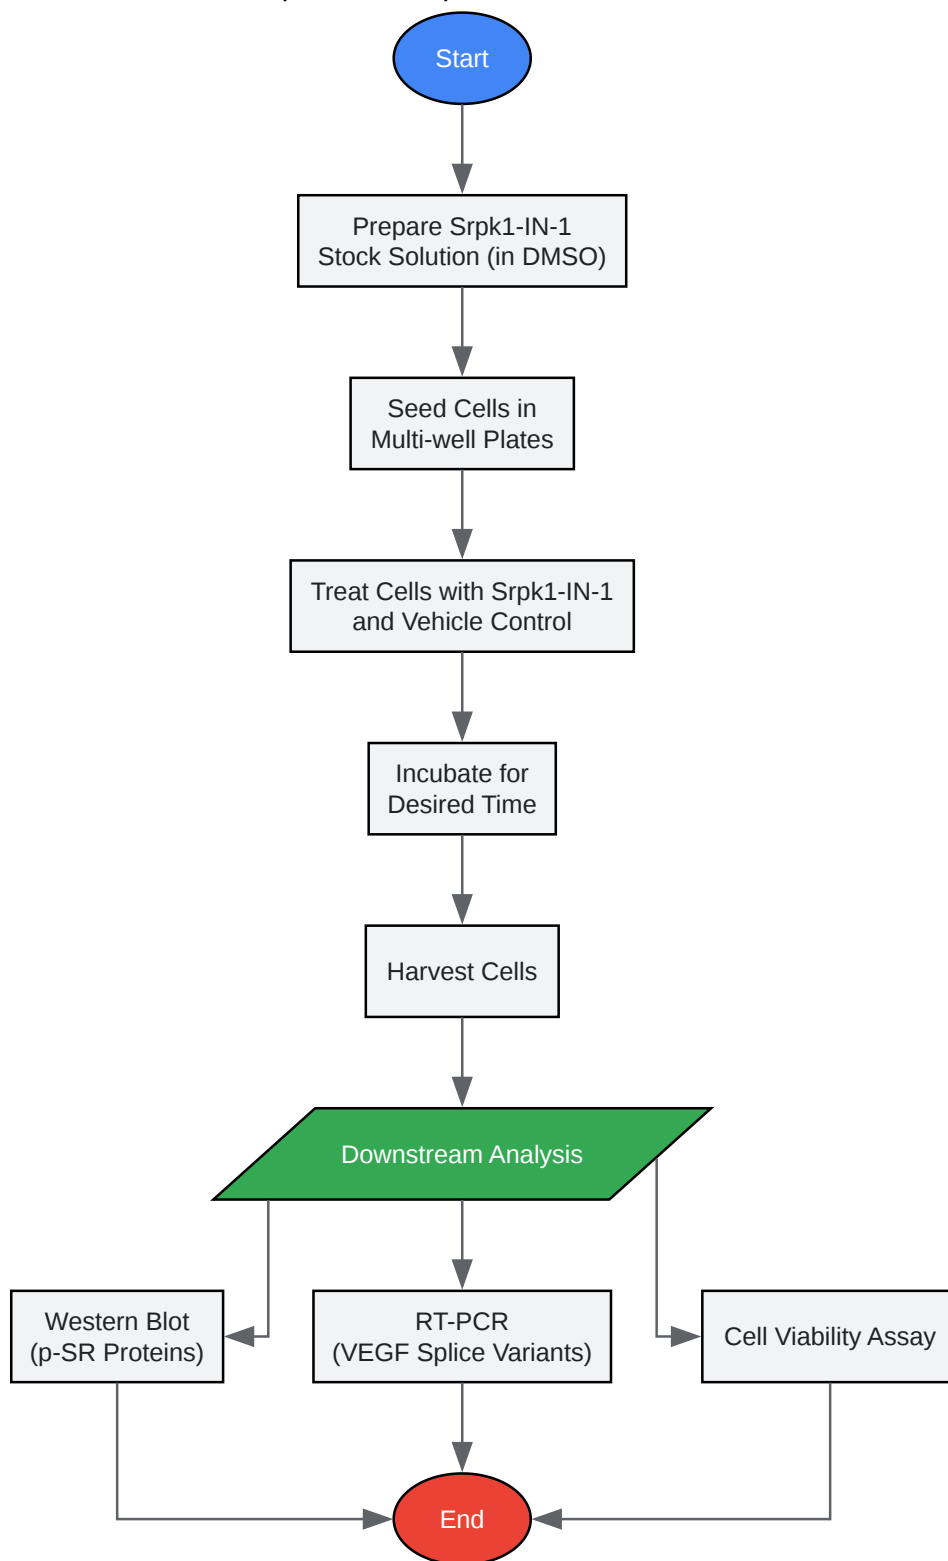 Start
Prepare Srpk1-IN-1
Stock Solution (in DMSO)
Seed Cells in
Multi-well Plates
Treat Cells with Srpk1-IN-1
and Vehicle Control
Incubate for
Desired Time
Harvest Cells
Downstream Analysis
Western Blot
(p-SR Proteins)
RT-PCR
(VEGF Splice Variants)
Cell Viability Assay
End